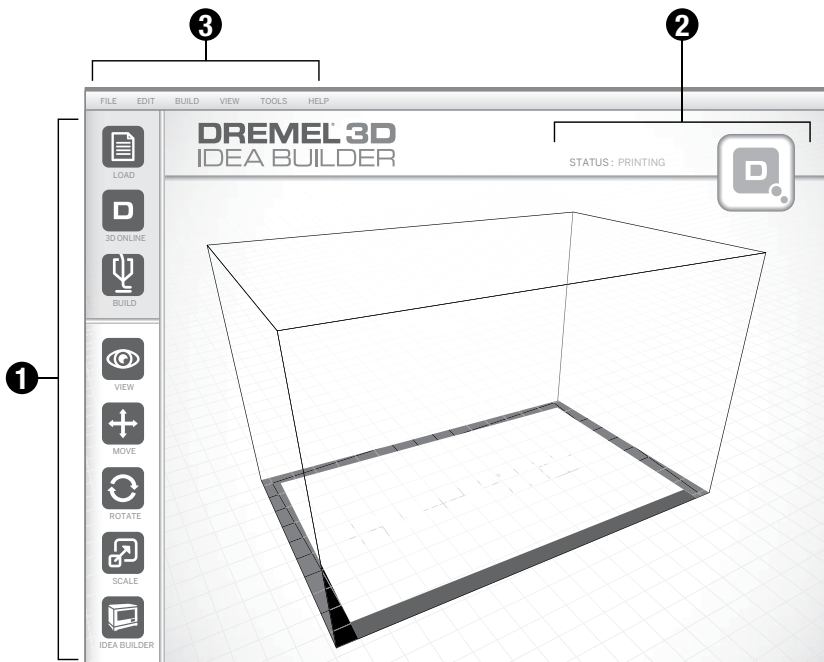 3
2
FILE EDIT BUILD VIEW TOOLS HELP
DREMEL 3D
IDEA BUILDER
STATUS: PRINTING
D
LOAD
D
3D ONLINE
BUILD
1
VIEW
MOVE
ROTATE
SCALE
IDEA BUILDER